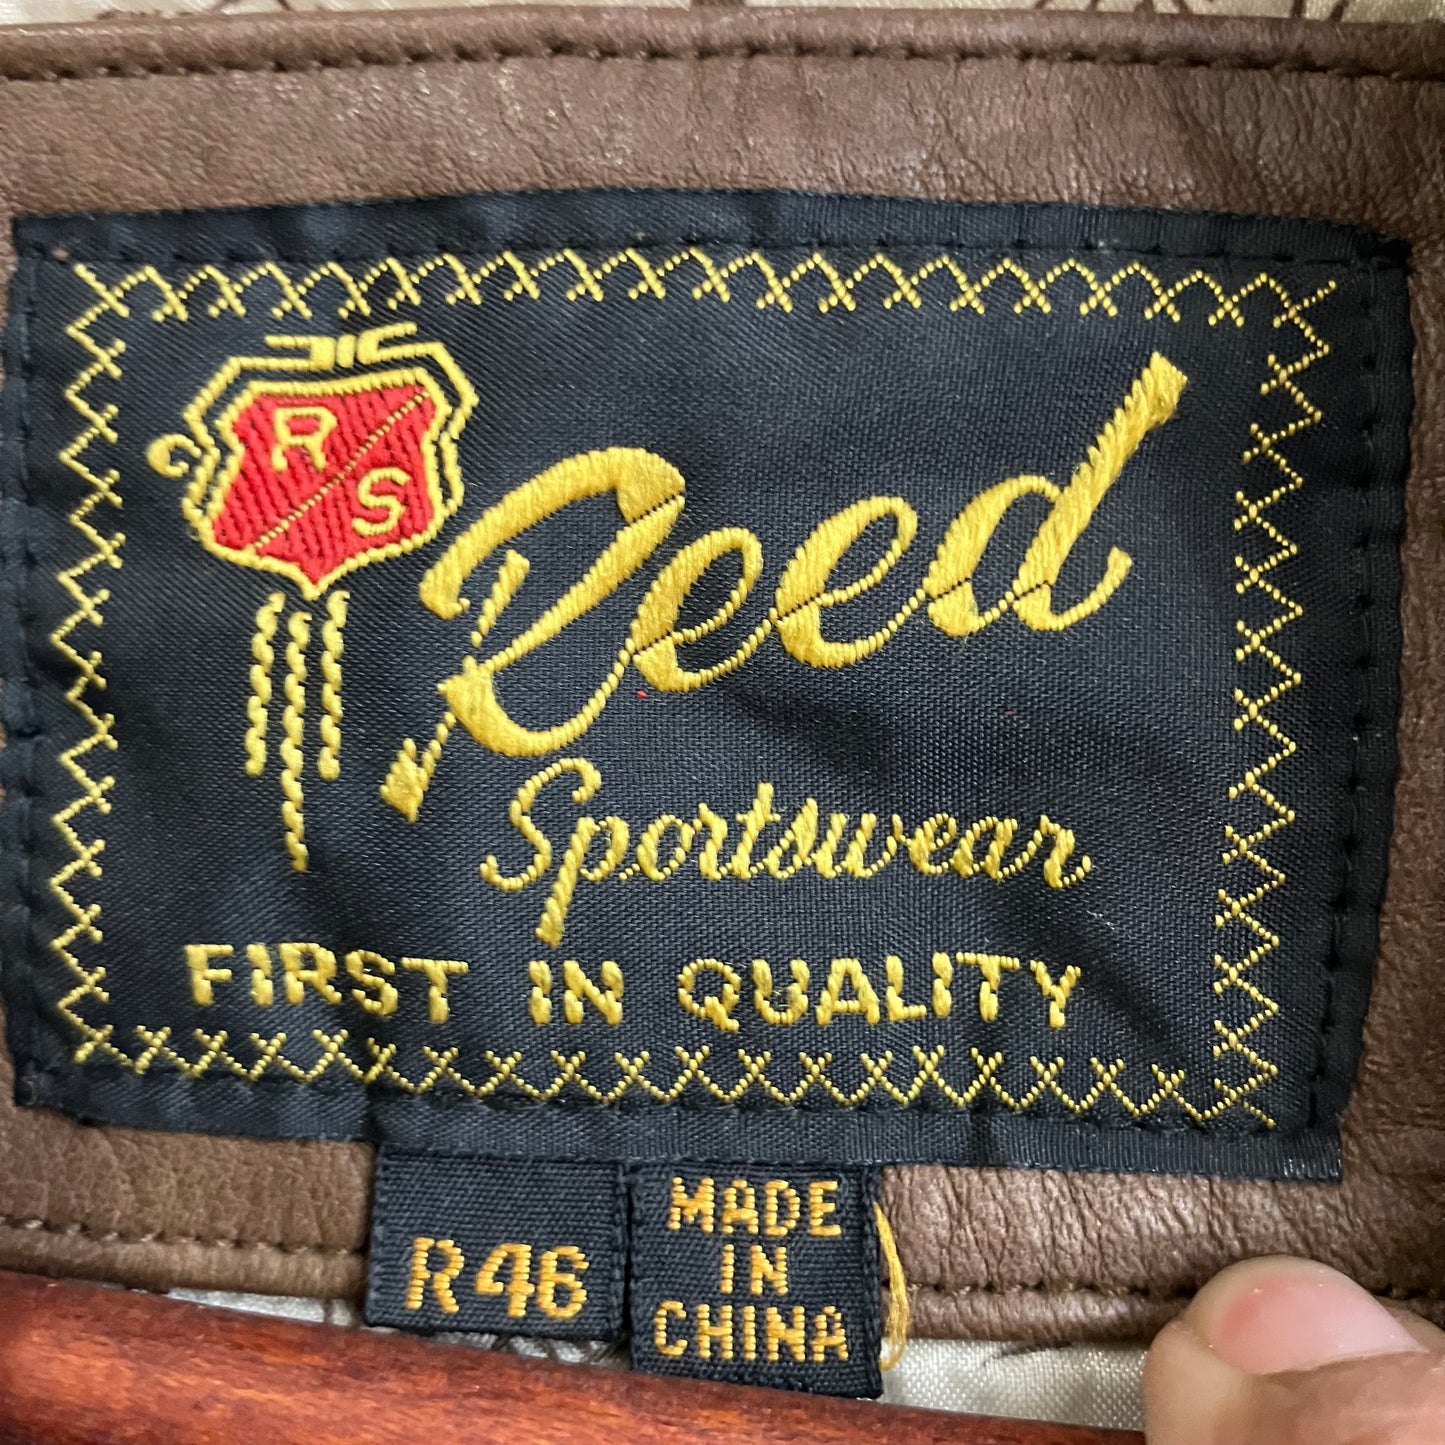 R
S
Reed
Sportswear
FIRST IN QUALITY
R46
MADE
IN
CHINA